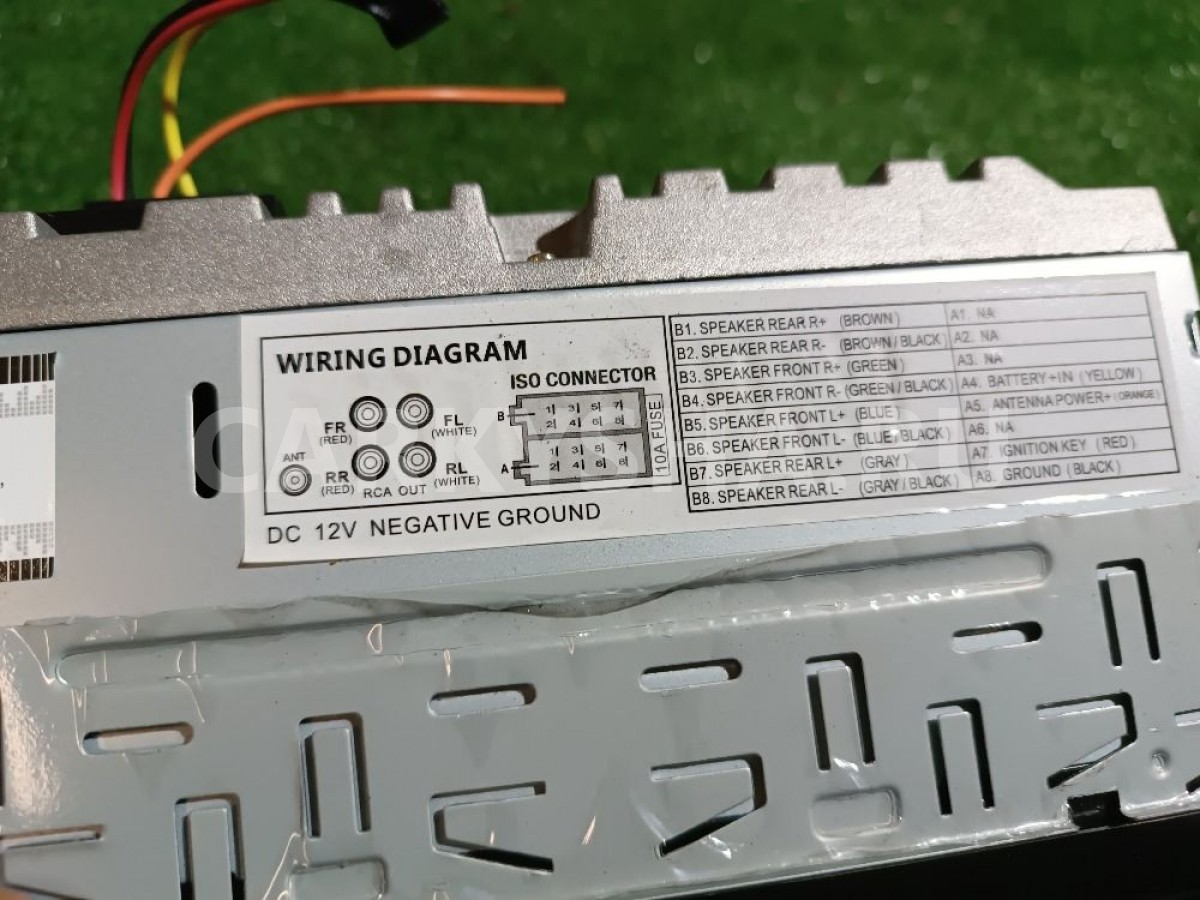 WIRING DIAGRAM
ISO CONNECTOR
FR
(RED)
FL
(WHITE)
B
1 3 5 7
2 4 6 8
ANT
RR
(RED)
RCA OUT
RL
(WHITE)
A
1 3 5 7
2 4 6 8
10A FUSE
DC 12V NEGATIVE GROUND
B1. SPEAKER REAR R+ (BROWN)
B2. SPEAKER REAR R- (BROWN/BLACK)
B3. SPEAKER FRONT R+ (GREEN)
B4. SPEAKER FRONT R- (GREEN/BLACK)
B5. SPEAKER FRONT L+ (BLUE)
B6. SPEAKER FRONT L- (BLUE/BLACK)
B7. SPEAKER REAR L+ (GRAY)
B8. SPEAKER REAR L- (GRAY/BLACK)
A1. NA
A2. NA
A3. NA
A4. BATTERY+IN (YELLOW)
A5. ANTENNA POWER+ (ORANGE)
A6. NA
A7. IGNITION KEY (RED)
A8. GROUND (BLACK)